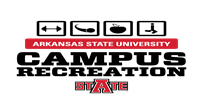 ARKANSAS STATE UNIVERSITY
CAMPUS
RECREATION
STATE